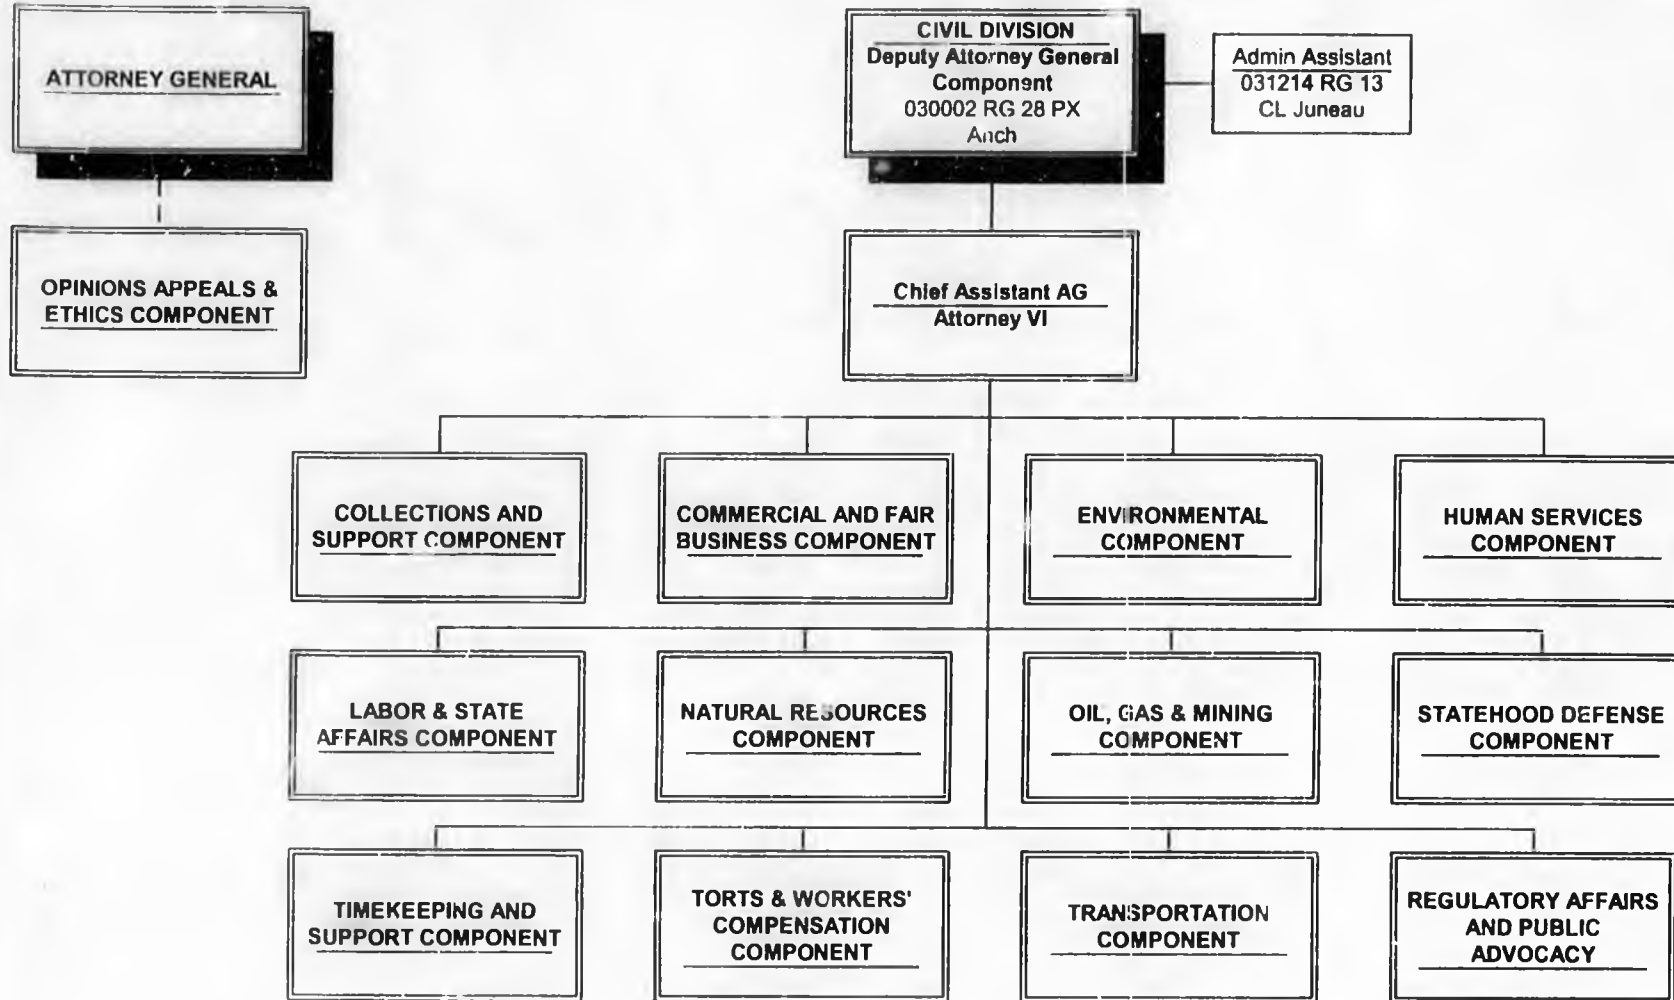 ATTORNEY GENERAL
CIVIL DIVISION
Deputy Attorney General
Component
030002 RG 28 PX
Anch
Admin Assistant
031214 RG 13
CL Juneau
OPINIONS APPEALS &
ETHICS COMPONENT
Chief Assistant AG
Attorney VI
COLLECTIONS AND
SUPPORT COMPONENT
COMMERCIAL AND FAIR
BUSINESS COMPONENT
ENVIRONMENTAL
COMPONENT
HUMAN SERVICES
COMPONENT
LABOR & STATE
AFFAIRS COMPONENT
NATURAL RESOURCES
COMPONENT
OIL, GAS & MINING
COMPONENT
STATEHOOD DEFENSE
COMPONENT
TIMEKEEPING AND
SUPPORT COMPONENT
TORTS & WORKERS'
COMPENSATION
COMPONENT
TRANSPORTATION
COMPONENT
REGULATORY AFFAIRS
AND PUBLIC
ADVOCACY